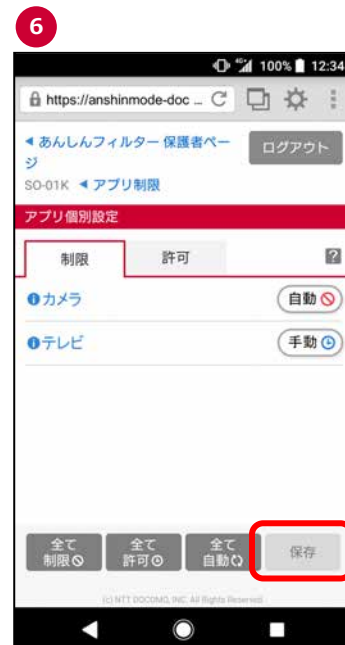 6
100% 12:34
https://anshinmode-doc ...
◀ あんしんフィルター 保護者ページ
ログアウト
SO-01K ◀ アプリ制限
アプリ個別設定
制限 許可 ?
カメラ 自動
テレビ 手動
全て制限 全て許可 全て自動 保存
(c) NTT DOCOMO, INC. All Rights Reserved.